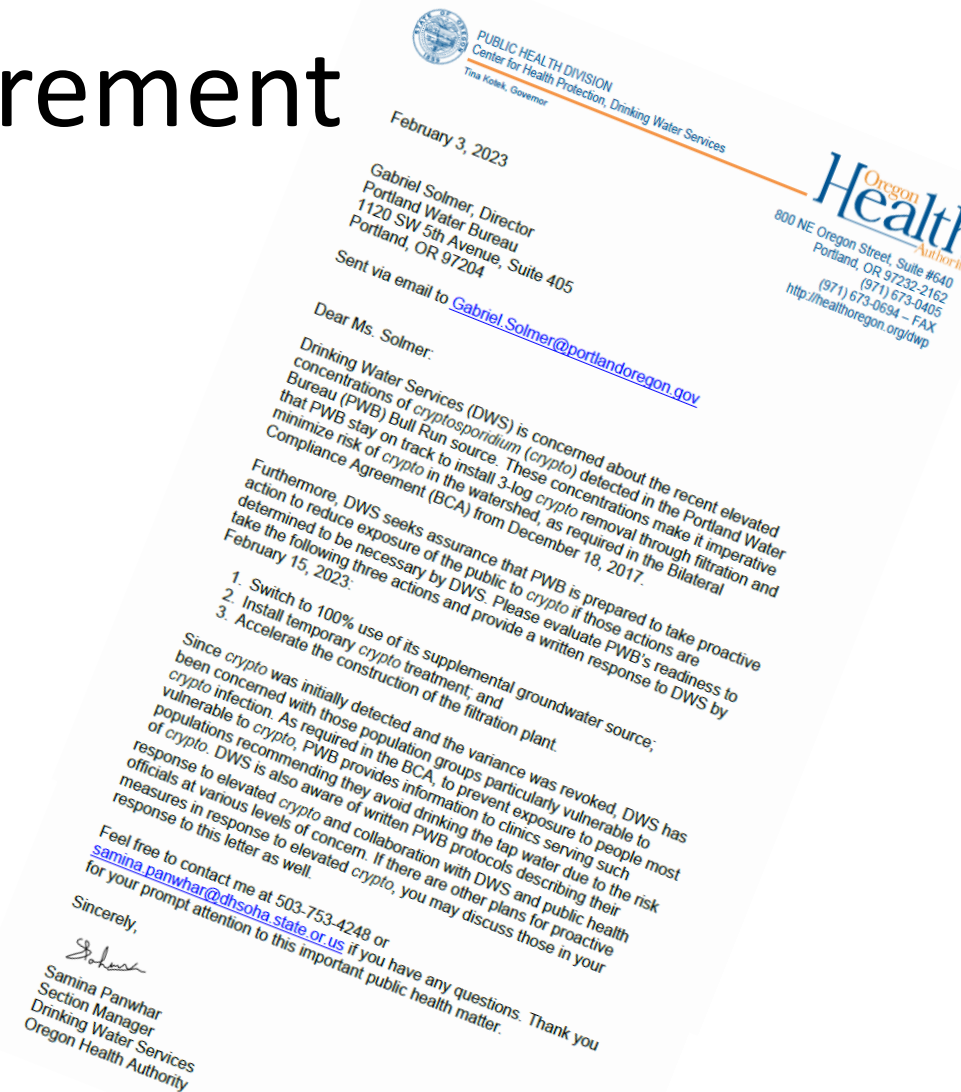 rement
STATE OF OREGON
1859
PUBLIC HEALTH DIVISION
Center for Health Protection, Drinking Water Services
Tina Kotek, Governor
Oregon
Health
Authori
800 NE Oregon Street, Suite #640
Portland, OR 97232-2162
(971) 673-0405
(971) 673-0694 – FAX
http://healthoregon.org/dwp
February 3, 2023
Gabriel Solmer, Director
Portland Water Bureau
1120 SW 5th Avenue, Suite 405
Portland, OR 97204
Sent via email to Gabriel.Solmer@portlandoregon.gov
Dear Ms. Solmer:
Drinking Water Services (DWS) is concerned about the recent elevated
concentrations of cryptosporidium (crypto) detected in the Portland Water
Bureau (PWB) Bull Run source. These concentrations make it imperative
that PWB stay on track to install 3-log crypto removal through filtration and
minimize risk of crypto in the watershed, as required in the Bilateral
Compliance Agreement (BCA) from December 18, 2017.
Furthermore, DWS seeks assurance that PWB is prepared to take proactive
action to reduce exposure of the public to crypto if those actions are
determined to be necessary by DWS. Please evaluate PWB's readiness to
take the following three actions and provide a written response to DWS by
February 15, 2023:
1. Switch to 100% use of its supplemental groundwater source;
2. Install temporary crypto treatment; and
3. Accelerate the construction of the filtration plant.
Since crypto was initially detected and the variance was revoked, DWS has
been concerned with those population groups particularly vulnerable to
crypto infection. As required in the BCA, to prevent exposure to people most
vulnerable to crypto, PWB provides information to clinics serving such
populations recommending they avoid drinking the tap water due to the risk
of crypto. DWS is also aware of written PWB protocols describing their
response to elevated crypto and collaboration with DWS and public health
officials at various levels of concern. If there are other plans for proactive
measures in response to elevated crypto, you may discuss those in your
response to this letter as well.
Feel free to contact me at 503-753-4248 or
samina.panwhar@dhsoha.state.or.us if you have any questions. Thank you
for your prompt attention to this important public health matter.
Sincerely,
Samina Panwhar
Section Manager
Drinking Water Services
Oregon Health Authority